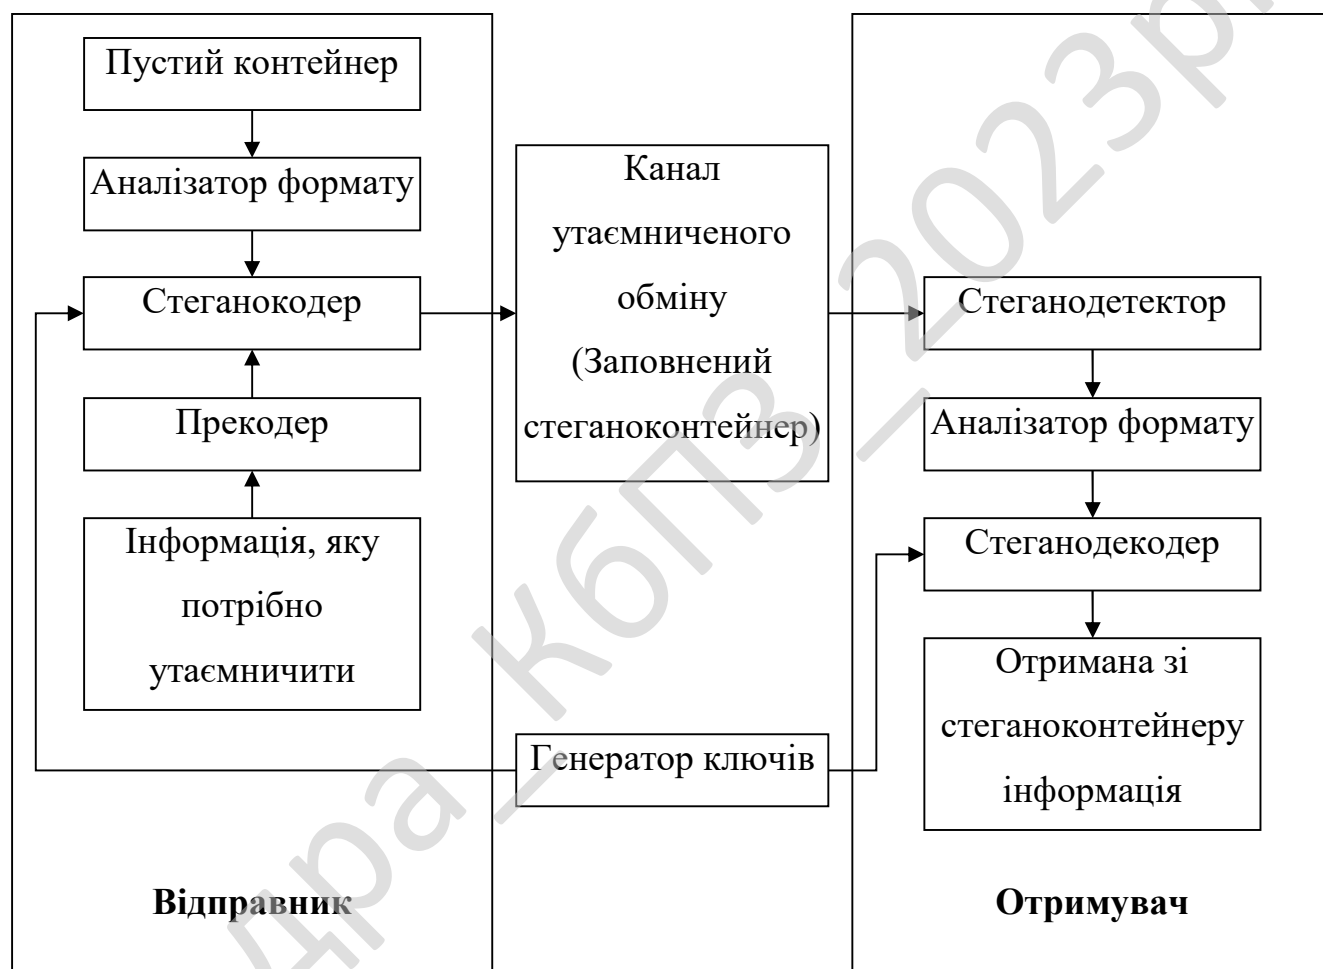 Пустий контейнер
Аналізатор формату
Стеганокодер
Прекодер
Інформація, яку
потрібно
утаємничити
Відправник
Канал
утаємниченого
обміну
(Заповнений
стеганоконтейнер)
Генератор ключів
Стеганодетектор
Аналізатор формату
Стеганодекодер
Отримана зі
стеганоконтейнеру
інформація
Отримувач
дра_КбПЗ_2023р